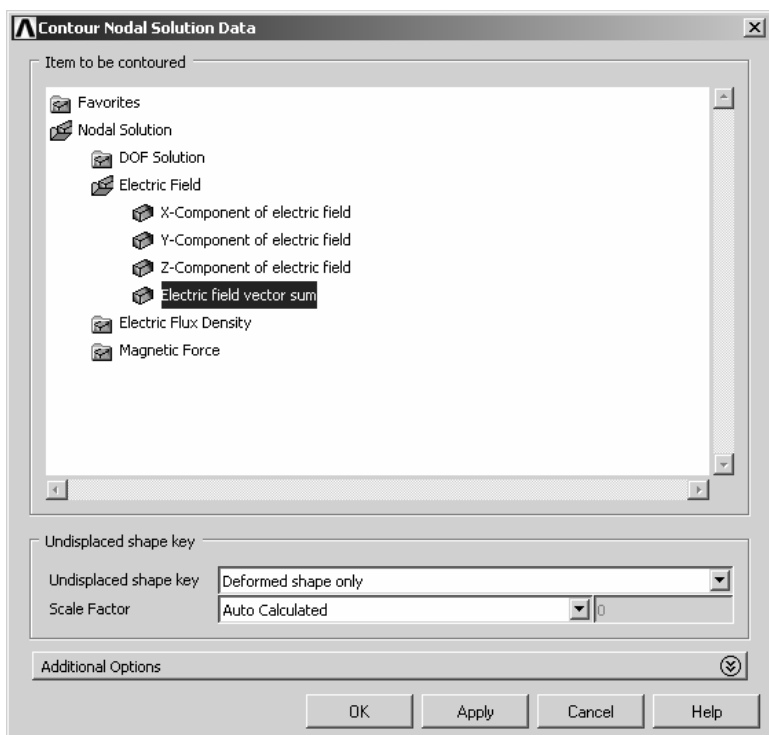 Contour Nodal Solution Data
Item to be contoured
Favorites
Nodal Solution
DOF Solution
Electric Field
X-Component of electric field
Y-Component of electric field
Z-Component of electric field
Electric field vector sum
Electric Flux Density
Magnetic Force
Undisplaced shape key
Undisplaced shape key Deformed shape only
Scale Factor Auto Calculated 0
Additional Options
OK Apply Cancel Help